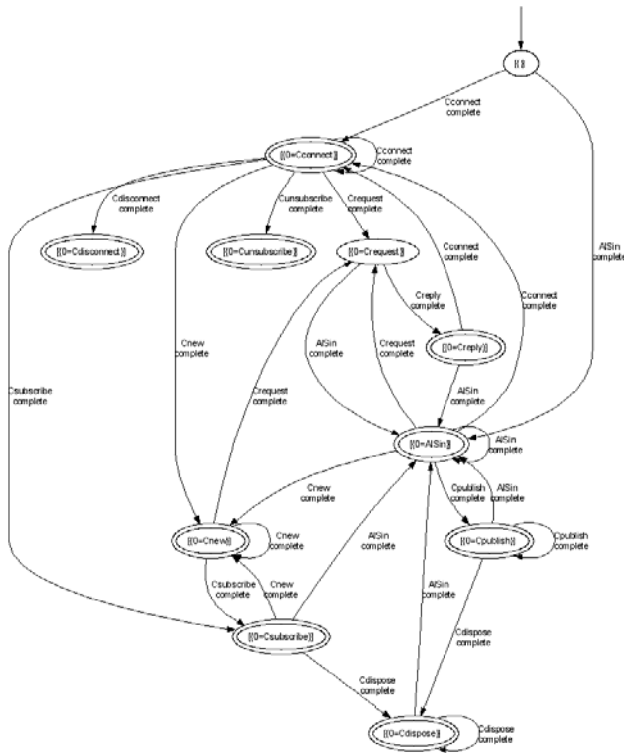 [{ }]
Cconnect
complete
[{0=Cconnect}]
Cconnect
complete
Cdisconnect
complete
Cunsubscribe
complete
Crequest
complete
[{0=Cdisconnect}]
[{0=Cunsubscribe}]
[{0=Crequest}]
Cconnect
complete
Cconnect
complete
AISin
complete
Creply
complete
Cnew
complete
AISin
complete
Crequest
complete
[{0=Creply}]
Crequest
complete
Csubscribe
complete
AISin
complete
[{0=AISin}]
AISin
complete
Cnew
complete
Cpublish
complete
AISin
complete
[{0=Cnew}]
Cnew
complete
AISin
complete
[{0=Cpublish}]
Cpublish
complete
Csubscribe
complete
Cnew
complete
AISin
complete
[{0=Csubscribe}]
Cdispose
complete
Cdispose
complete
[{0=Cdispose}]
Cdispose
complete